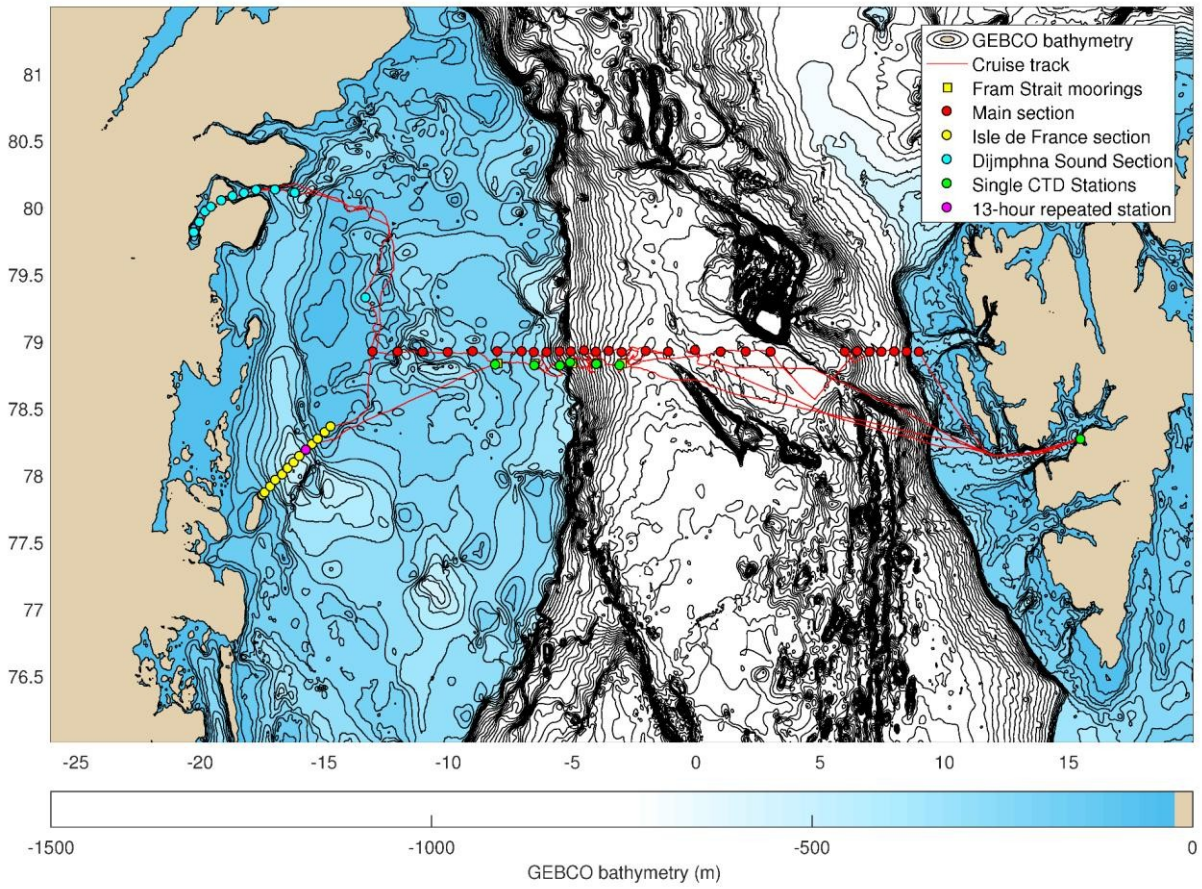 GEBCO bathymetry
Cruise track
Fram Strait moorings
Main section
Isle de France section
Dijmphna Sound Section
Single CTD Stations
13-hour repeated station
81
80.5
80
79.5
79
78.5
78
77.5
77
76.5
-25 -20 -15 -10 -5 0 5 10 15
-1500 -1000 -500 0
GEBCO bathymetry (m)